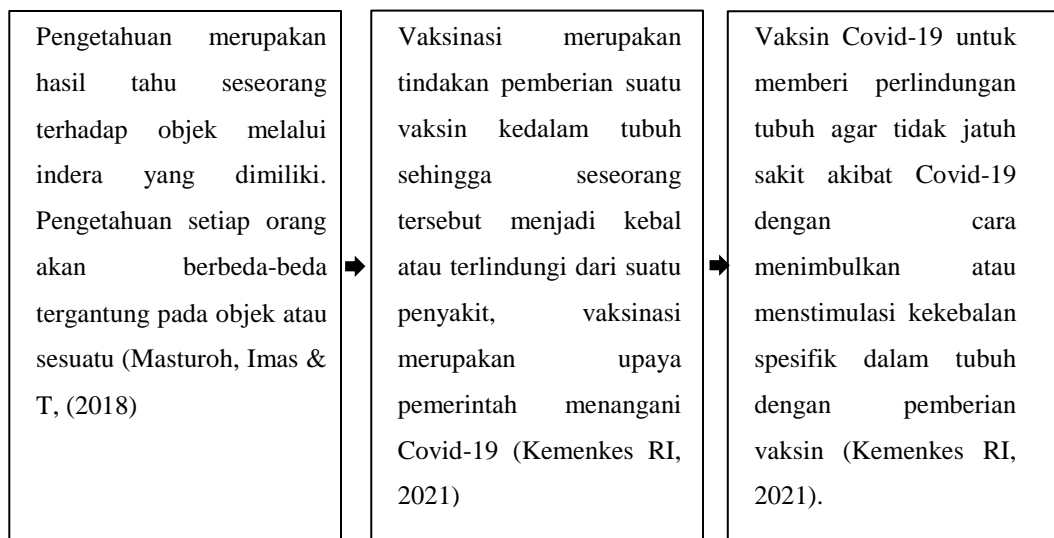 Pengetahuan merupakan
hasil tahu seseorang
terhadap objek melalui
indera yang dimiliki.
Pengetahuan setiap orang
akan berbeda-beda
tergantung pada objek atau
sesuatu (Masturoh, Imas &
T, (2018)
Vaksinasi merupakan
tindakan pemberian suatu
vaksin kedalam tubuh
sehingga seseorang
tersebut menjadi kebal
atau terlindungi dari suatu
penyakit, vaksinasi
merupakan upaya
pemerintah menangani
Covid-19 (Kemenkes RI,
2021)
Vaksin Covid-19 untuk
memberi perlindungan
tubuh agar tidak jatuh
sakit akibat Covid-19
dengan cara
menimbulkan atau
menstimulasi kekebalan
spesifik dalam tubuh
dengan pemberian
vaksin (Kemenkes RI,
2021).